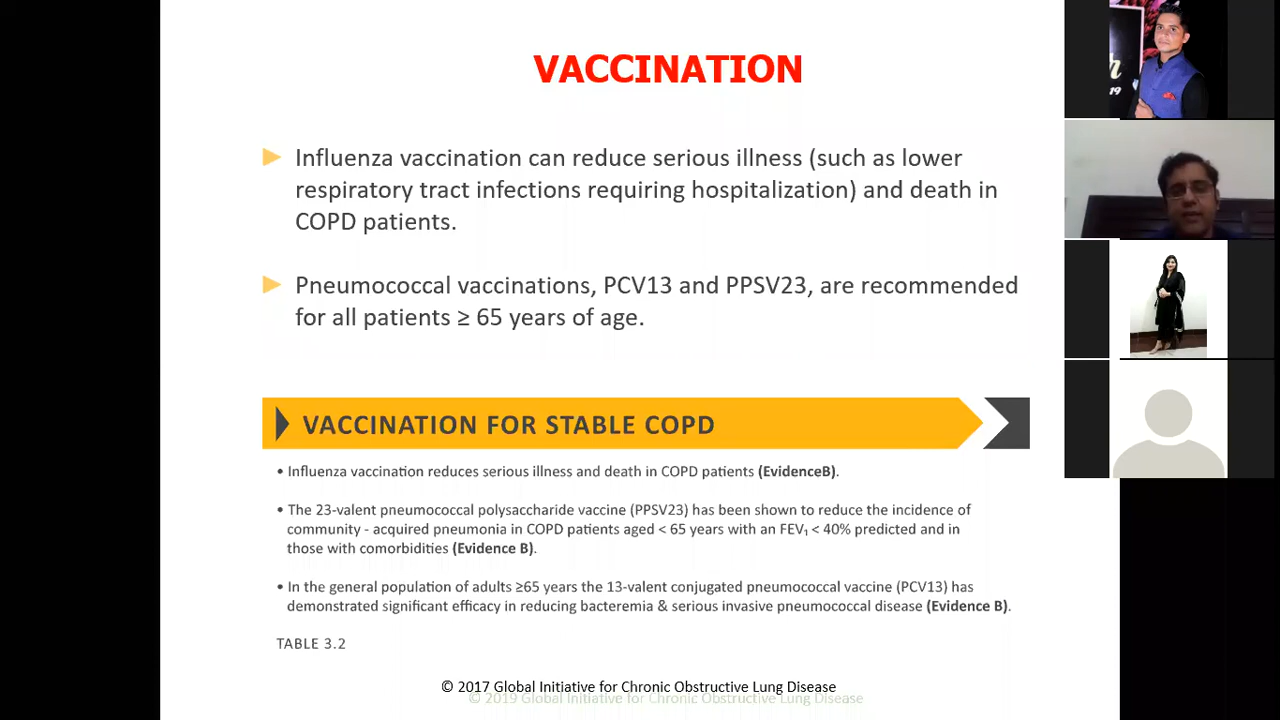 VACCINATION
Influenza vaccination can reduce serious illness (such as lower
respiratory tract infections requiring hospitalization) and death in
COPD patients.
Pneumococcal vaccinations, PCV13 and PPSV23, are recommended
for all patients ≥ 65 years of age.
VACCINATION FOR STABLE COPD
• Influenza vaccination reduces serious illness and death in COPD patients (EvidenceB).
• The 23-valent pneumococcal polysaccharide vaccine (PPSV23) has been shown to reduce the incidence of
community - acquired pneumonia in COPD patients aged < 65 years with an FEV₁ < 40% predicted and in
those with comorbidities (Evidence B).
• In the general population of adults ≥65 years the 13-valent conjugated pneumococcal vaccine (PCV13) has
demonstrated significant efficacy in reducing bacteremia & serious invasive pneumococcal disease (Evidence B).
TABLE 3.2
© 2017 Global Initiative for Chronic Obstructive Lung Disease
© 2019 Global Initiative for Chronic Obstructive Lung Disease